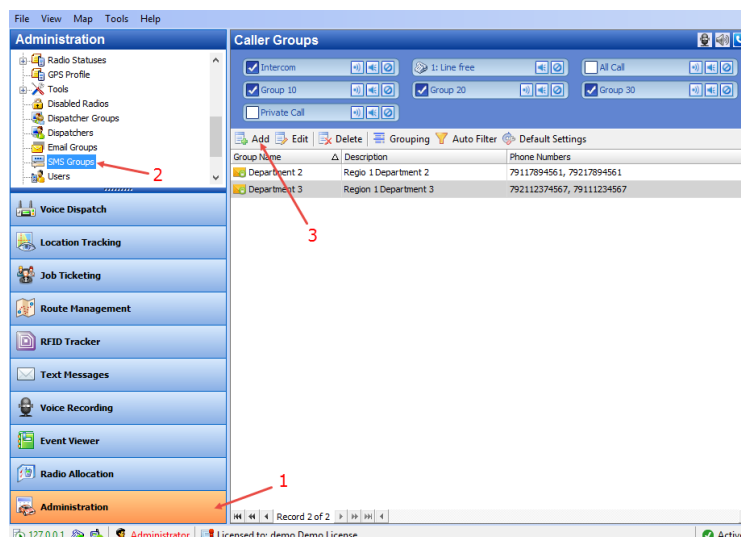 File View Map Tools Help
Administration
Radio Statuses
GPS Profile
Tools
Disabled Radios
Dispatcher Groups
Dispatchers
Email Groups
SMS Groups
Users
2
Voice Dispatch
Location Tracking
Job Ticketing
Route Management
RFID Tracker
Text Messages
Voice Recording
Event Viewer
Radio Allocation
Administration
1
Caller Groups
Intercom
1: Line free
All Call
Group 10
Group 20
Group 30
Private Call
Add Edit Delete Grouping Auto Filter Default Settings
Group Name Description Phone Numbers
Department 2 Regio 1 Department 2 79117894561, 79217894561
Department 3 Region 1 Department 3 792112374567, 79111234567
3
Record 2 of 2
127.0.0.1 Administrator Licensed to: demo Demo License Active